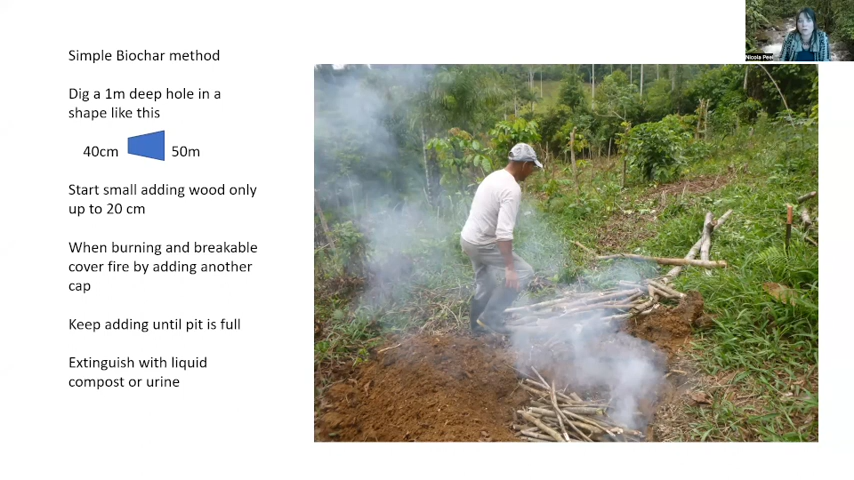 Nicola Peel
Simple Biochar method
Dig a 1m deep hole in a
shape like this
40cm 50m
Start small adding wood only
up to 20 cm
When burning and breakable
cover fire by adding another
cap
Keep adding until pit is full
Extinguish with liquid
compost or urine